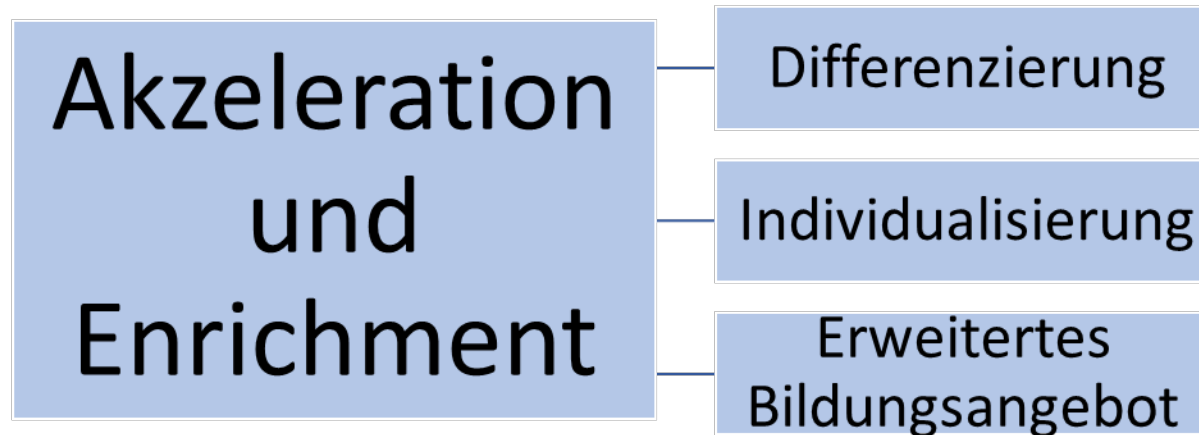 Akzeleration
und
Enrichment
Differenzierung
Individualisierung
Erweitertes
Bildungsangebot